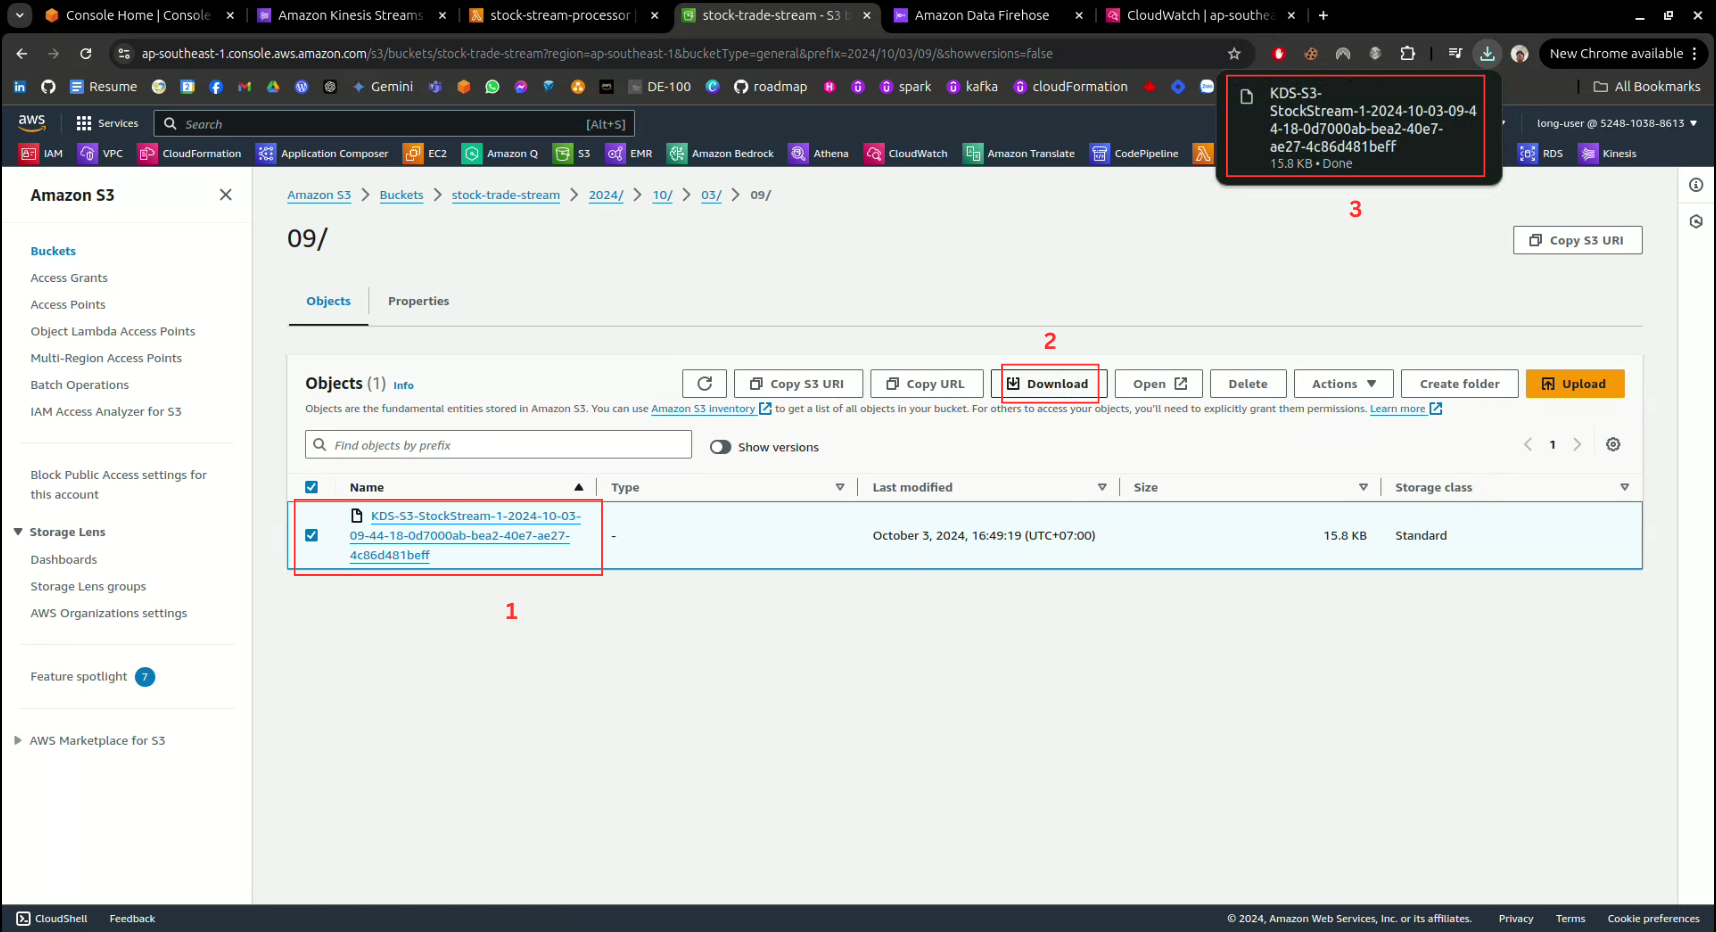 Console Home | Console
Amazon Kinesis Streams
stock-stream-processor |
stock-trade-stream - S3 b
Amazon Data Firehose
CloudWatch | ap-southea
ap-southeast-1.console.aws.amazon.com/s3/buckets/stock-trade-stream?region=ap-southeast-1&bucketType=general&prefix=2024/10/03/09/&showversions=false
New Chrome available
Resume
Gemini
DE-100
roadmap
spark
kafka
cloudFormation
All Bookmarks
KDS-S3-
StockStream-1-2024-10-03-09-4
4-18-0d7000ab-bea2-40e7-
ae27-4c86d481beff
15.8 KB • Done
3
aws
Services
Search
[Alt+S]
long-user @ 5248-1038-8613
IAM
VPC
CloudFormation
Application Composer
EC2
Amazon Q
S3
EMR
Amazon Bedrock
Athena
CloudWatch
Amazon Translate
CodePipeline
RDS
Kinesis
Amazon S3
Buckets
Access Grants
Access Points
Object Lambda Access Points
Multi-Region Access Points
Batch Operations
IAM Access Analyzer for S3
Block Public Access settings for
this account
Storage Lens
Dashboards
Storage Lens groups
AWS Organizations settings
Feature spotlight 7
AWS Marketplace for S3
Amazon S3 > Buckets > stock-trade-stream > 2024/ > 10/ > 03/ > 09/
09/
Copy S3 URI
Objects
Properties
2
Objects (1) Info
Copy S3 URI
Copy URL
Download
Open
Delete
Actions
Create folder
Upload
Objects are the fundamental entities stored in Amazon S3. You can use Amazon S3 inventory to get a list of all objects in your bucket. For others to access your objects, you'll need to explicitly grant them permissions. Learn more
Find objects by prefix
Show versions
1
Name
Type
Last modified
Size
Storage class
KDS-S3-StockStream-1-2024-10-03-
09-44-18-0d7000ab-bea2-40e7-ae27-
4c86d481beff
-
October 3, 2024, 16:49:19 (UTC+07:00)
15.8 KB
Standard
1
CloudShell
Feedback
© 2024, Amazon Web Services, Inc. or its affiliates.
Privacy
Terms
Cookie preferences